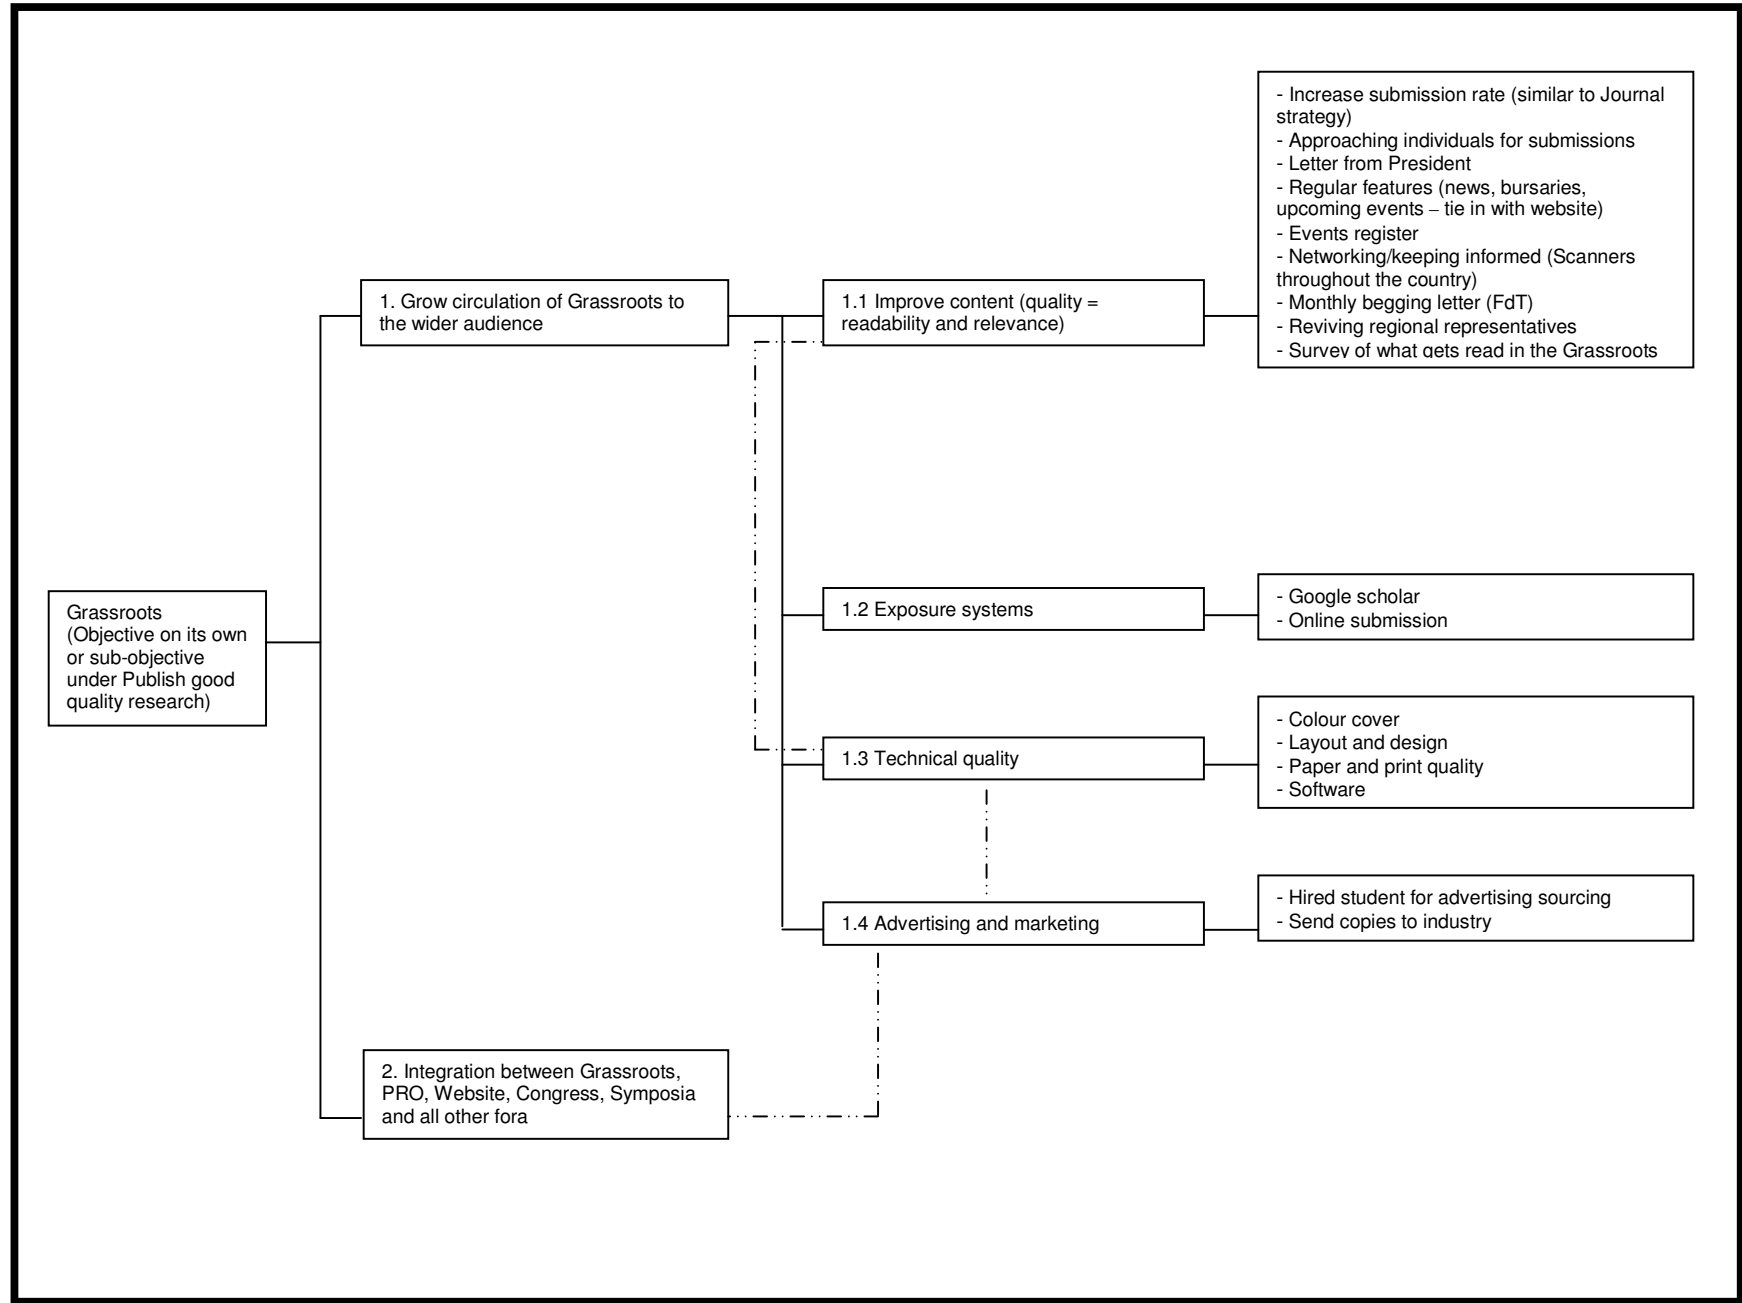 Grassroots
(Objective on its own
or sub-objective
under Publish good
quality research)
1. Grow circulation of Grassroots to
the wider audience
2. Integration between Grassroots,
PRO, Website, Congress, Symposia
and all other fora
1.1 Improve content (quality =
readability and relevance)
1.2 Exposure systems
1.3 Technical quality
1.4 Advertising and marketing
- Increase submission rate (similar to Journal
strategy)
- Approaching individuals for submissions
- Letter from President
- Regular features (news, bursaries,
upcoming events – tie in with website)
- Events register
- Networking/keeping informed (Scanners
throughout the country)
- Monthly begging letter (FdT)
- Reviving regional representatives
- Survey of what gets read in the Grassroots
- Google scholar
- Online submission
- Colour cover
- Layout and design
- Paper and print quality
- Software
- Hired student for advertising sourcing
- Send copies to industry